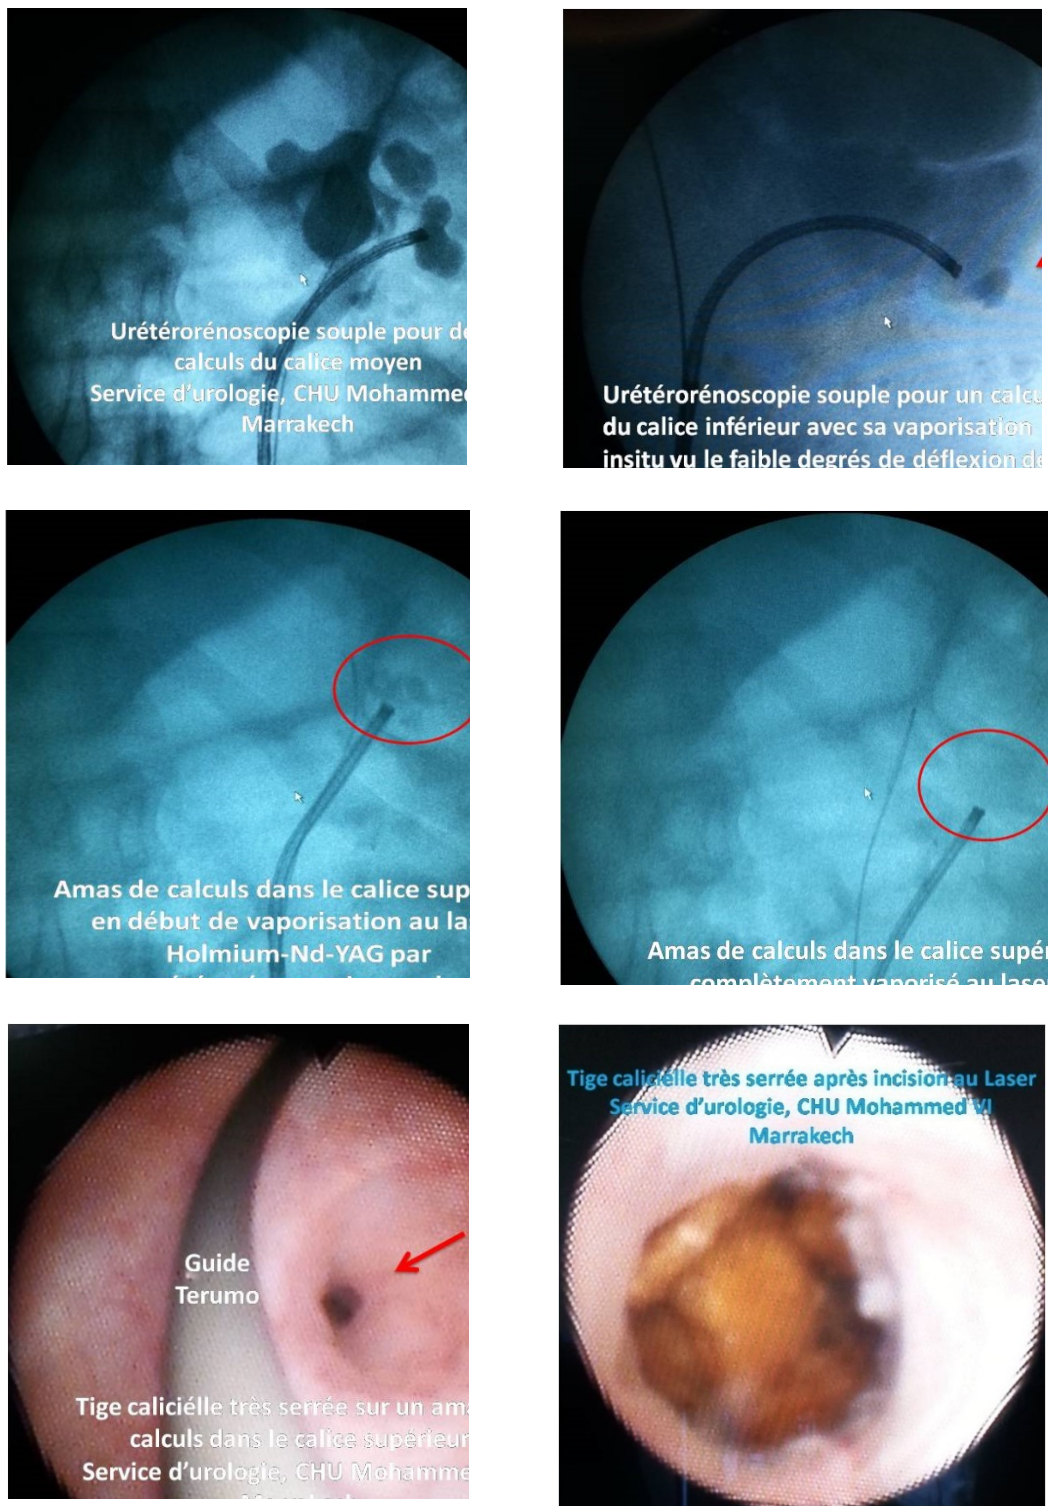 Urétérorénoscopie souple pour de
calculs du calice moyen
Service d'urologie, CHU Mohammed
Marrakech
Urétérorénoscopie souple pour un calcu
du calice inférieur avec sa vaporisation
insitu vu le faible degrés de déflexion de
Amas de calculs dans le calice sup
en début de vaporisation au la
Holmium-Nd-YAG par
Amas de calculs dans le calice supér
complètement vaporisé au laser
Guide
Terumo
Tige caliciélle très serrée sur un ama
calculs dans le calice supérieur
Service d'urologie, CHU Mohamme
Tige caliciélle très serrée après incision au Laser
Service d'urologie, CHU Mohammed VI
Marrakech